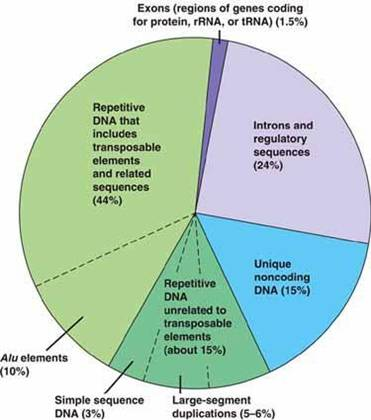 Exons (regions of genes coding
for protein, rRNA, or tRNA) (1.5%)
Repetitive
DNA that
includes
transposable
elements
and related
sequences
(44%)
Introns and
regulatory
sequences
(24%)
Unique
noncoding
DNA (15%)
Repetitive
DNA
unrelated to
transposable
elements
(about 15%)
Alu elements
(10%)
Simple sequence
DNA (3%)
Large-segment
duplications (5–6%)